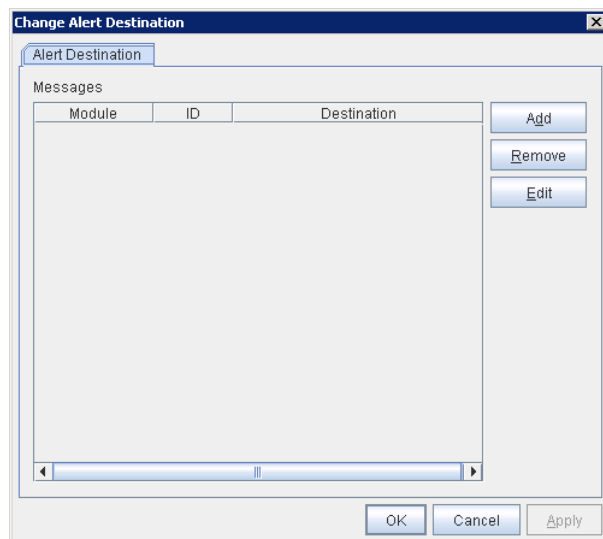 Change Alert Destination
Alert Destination
Messages
Module ID Destination
Add
Remove
Edit
OK Cancel Apply